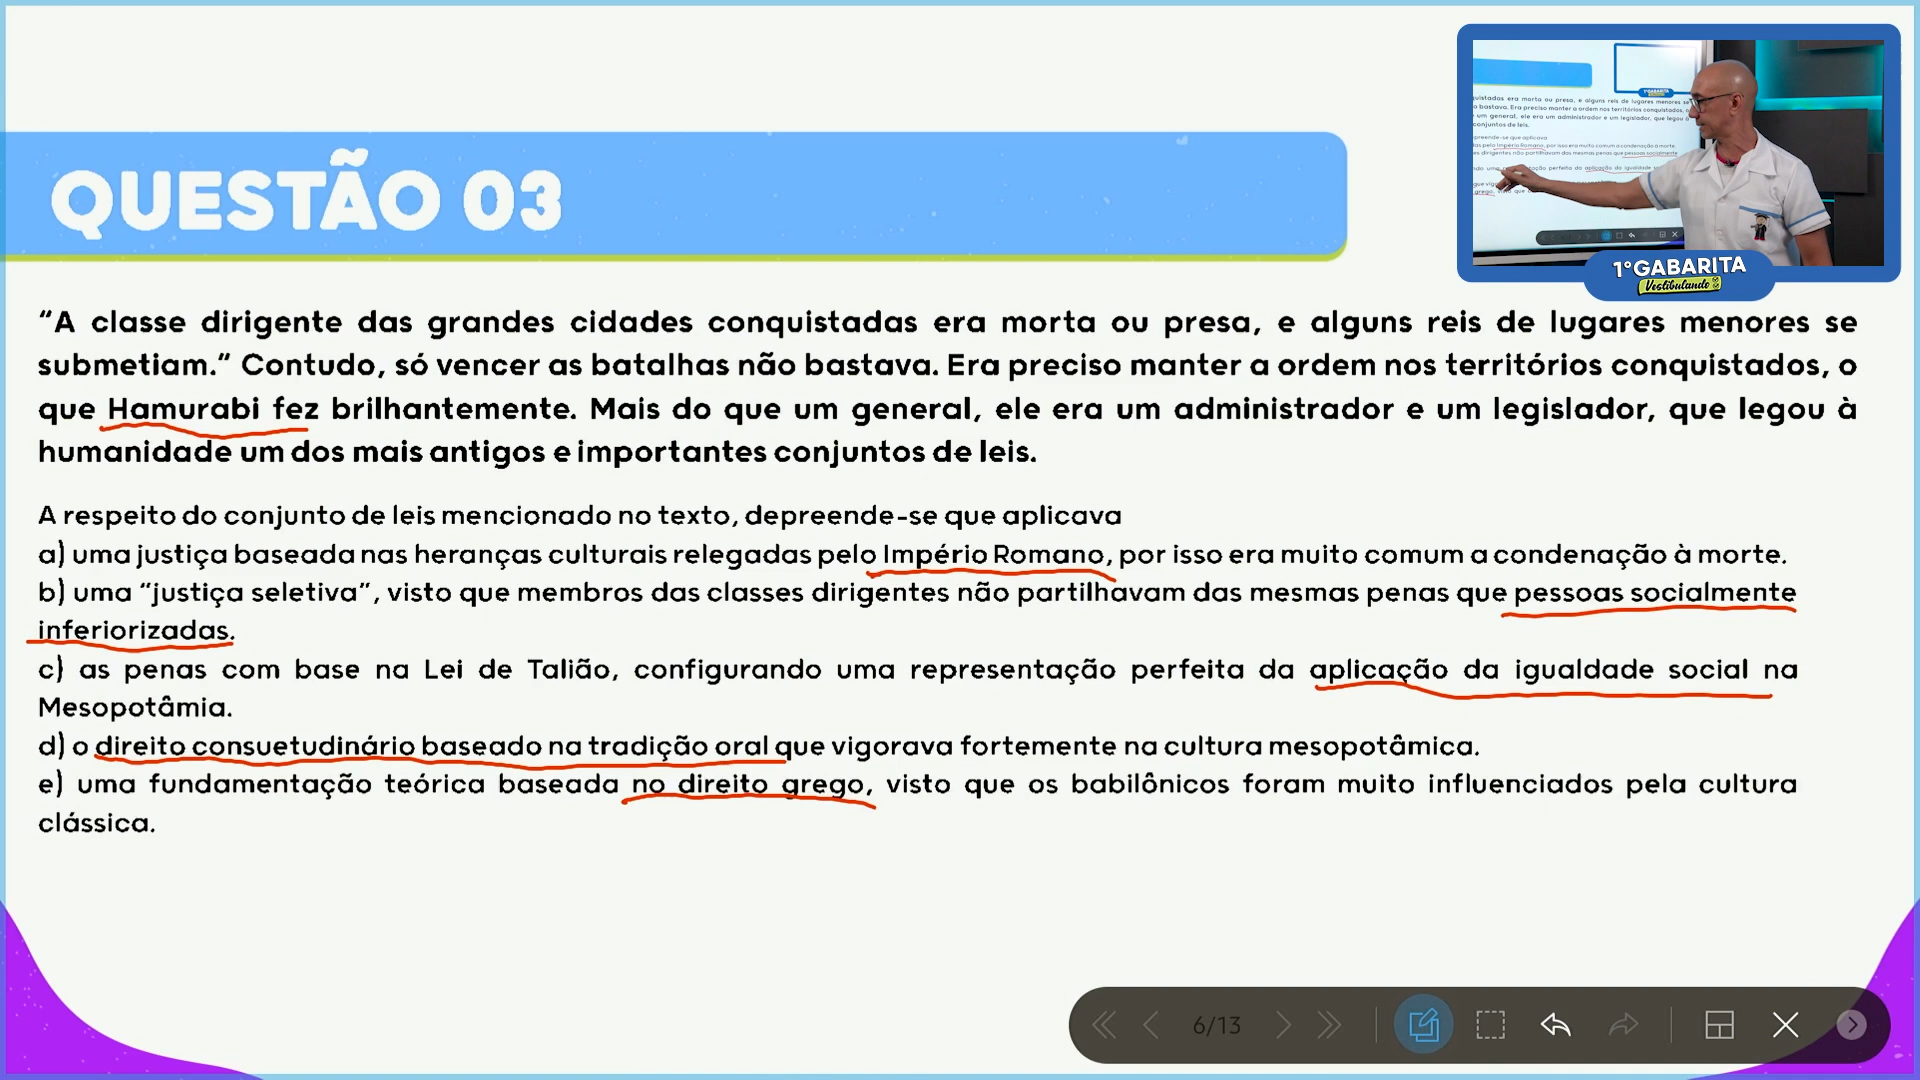 QUESTÃO 03
1ºGABARITA
Vestibulando
“A classe dirigente das grandes cidades conquistadas era morta ou presa, e alguns reis de lugares menores se
submetiam.” Contudo, só vencer as batalhas não bastava. Era preciso manter a ordem nos territórios conquistados, o
que Hamurabi fez brilhantemente. Mais do que um general, ele era um administrador e um legislador, que legou à
humanidade um dos mais antigos e importantes conjuntos de leis.
A respeito do conjunto de leis mencionado no texto, depreende-se que aplicava
a) uma justiça baseada nas heranças culturais relegadas pelo Império Romano, por isso era muito comum a condenação à morte.
b) uma “justiça seletiva”, visto que membros das classes dirigentes não partilhavam das mesmas penas que pessoas socialmente
inferiorizadas.
c) as penas com base na Lei de Talião, configurando uma representação perfeita da aplicação da igualdade social na
Mesopotâmia.
d) o direito consuetudinário baseado na tradição oral que vigorava fortemente na cultura mesopotâmica.
e) uma fundamentação teórica baseada no direito grego, visto que os babilônicos foram muito influenciados pela cultura
clássica.
6/13